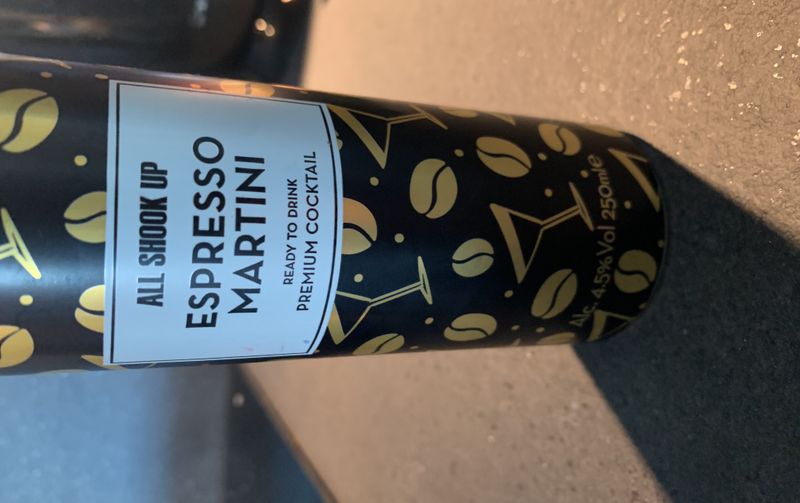 ALL SHOOK UP
ESPRESSO
MARTINI
READY TO DRINK
PREMIUM COCKTAIL
Alc. 4.5% Vol 250ml e